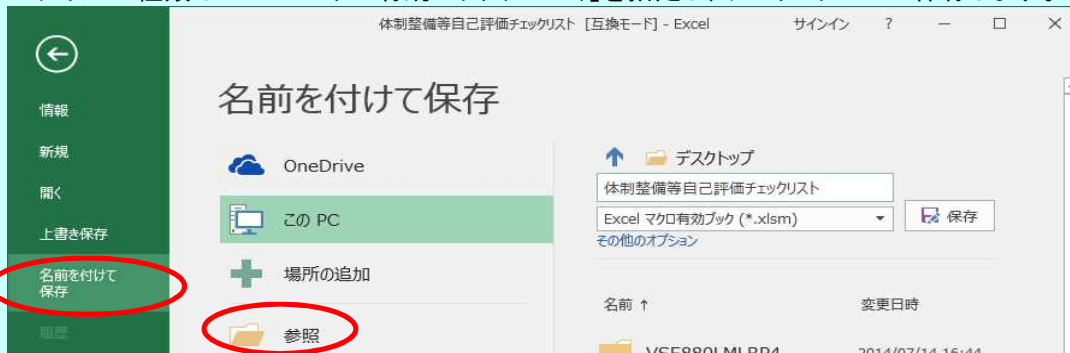 体制整備等自己評価チェックリスト [互換モード] - Excel サインイン ?
情報
新規
開く
上書き保存
名前を付けて
保存
名前を付けて保存
OneDrive
この PC
場所の追加
参照
デスクトップ
体制整備等自己評価チェックリスト
Excel マクロ有効ブック (*.xlsm)
保存
その他のオプション
名前 ↑ 変更日時